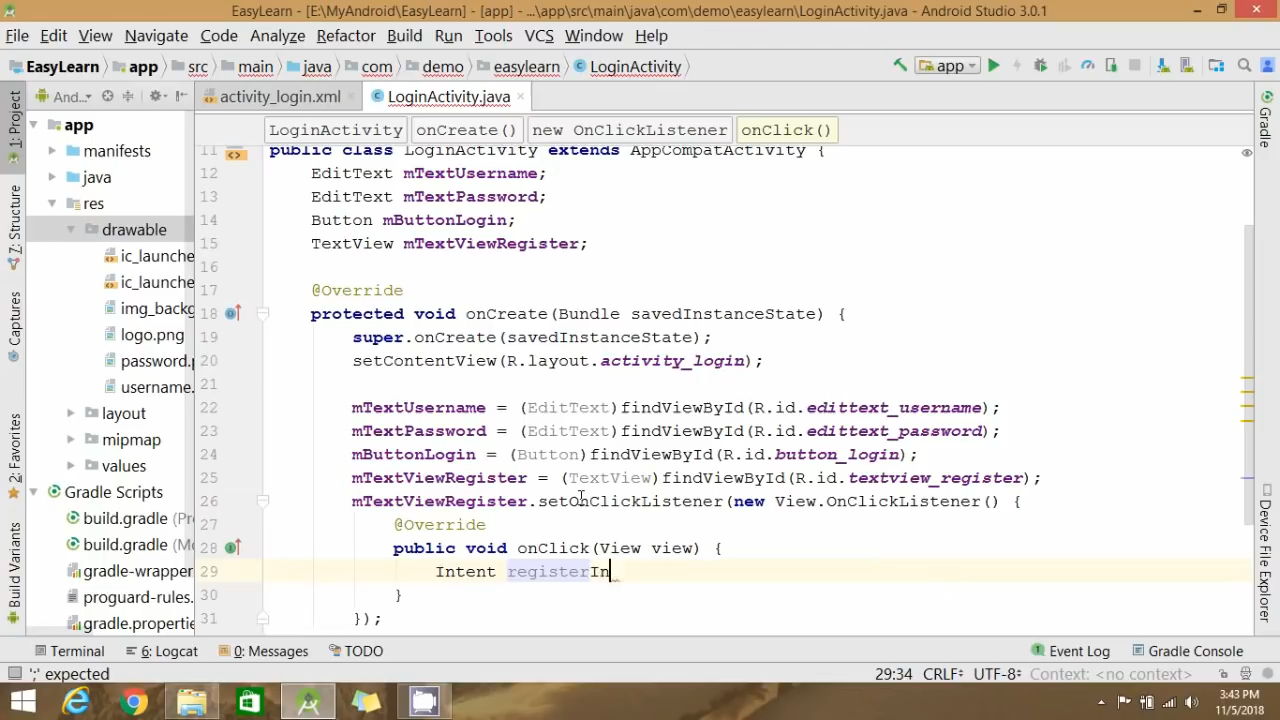 EasyLearn - [E:\MyAndroid\EasyLearn] - [app] - ...\app\src\main\java\com\demo\easylearn\LoginActivity.java - Android Studio 3.0.1
File Edit View Navigate Code Analyze Refactor Build Run Tools VCS Window Help
EasyLearn app src main java com demo easylearn LoginActivity app
And... activity_login.xml LoginActivity.java
LoginActivity onCreate() new OnClickListener onClick()
1: Project
Z: Structure
Captures
2: Favorites
Build Variants
app
manifests
java
res
drawable
ic_launche
ic_launche
img_backg
logo.png
password.p
username.
layout
mipmap
values
Gradle Scripts
build.gradle (Pro
build.gradle (Mo
gradle-wrapper
proguard-rules.
gradle.properti
11 public class LoginActivity extends AppCompatActivity {
12 EditText mTextUsername;
13 EditText mTextPassword;
14 Button mButtonLogin;
15 TextView mTextViewRegister;
16
17 @Override
18 protected void onCreate(Bundle savedInstanceState) {
19 super.onCreate(savedInstanceState);
20 setContentView(R.layout.activity_login);
21
22 mTextUsername = (EditText)findViewById(R.id.edittext_username);
23 mTextPassword = (EditText)findViewById(R.id.edittext_password);
24 mButtonLogin = (Button)findViewById(R.id.button_login);
25 mTextViewRegister = (TextView)findViewById(R.id.textview_register);
26 mTextViewRegister.setOnClickListener(new View.OnClickListener() {
27 @Override
28 public void onClick(View view) {
29 Intent registerIn
30 }
31 });
Gradle
Device File Explorer
Terminal 6: Logcat 0: Messages TODO Event Log Gradle Console
';' expected 29:34 CRLF÷ UTF-8÷ Context: <no context>
3:43 PM
11/5/2018